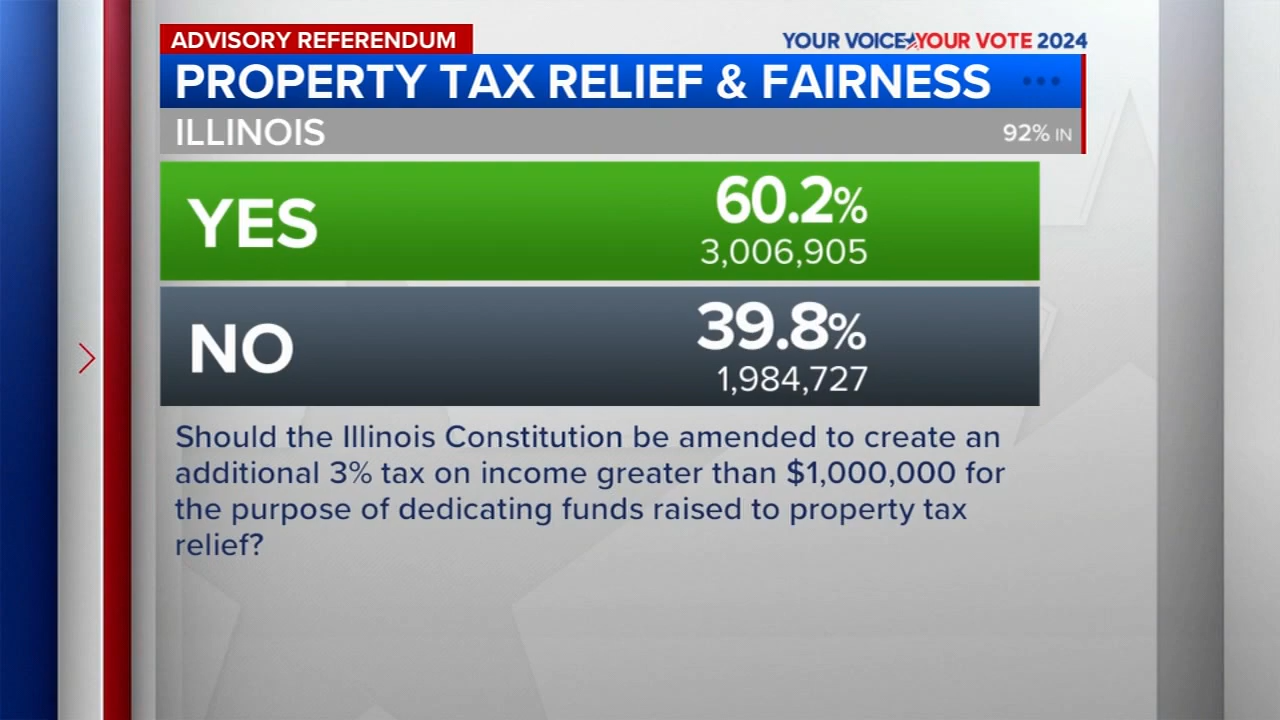 ADVISORY REFERENDUM
YOUR VOICE YOUR VOTE 2024
PROPERTY TAX RELIEF & FAIRNESS
ILLINOIS
92% IN
YES
60.2%
3,006,905
NO
39.8%
1,984,727
Should the Illinois Constitution be amended to create an
additional 3% tax on income greater than $1,000,000 for
the purpose of dedicating funds raised to property tax
relief?